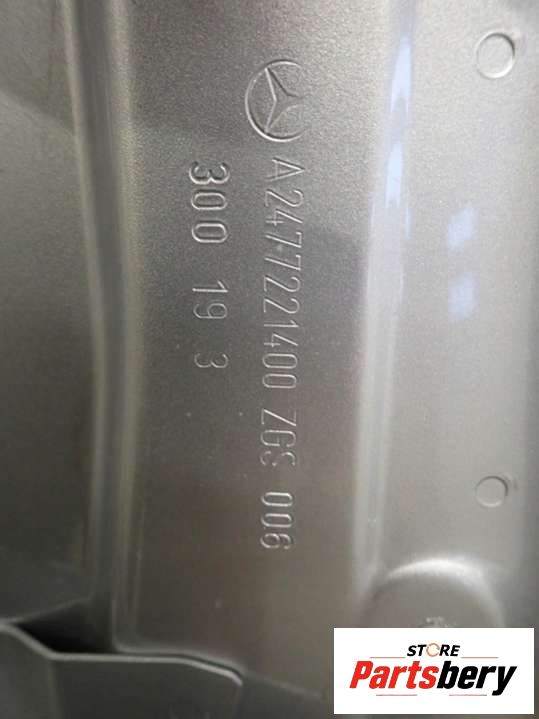 A2477221400 ZGS 006
300 19 3
STORE
Partsbery